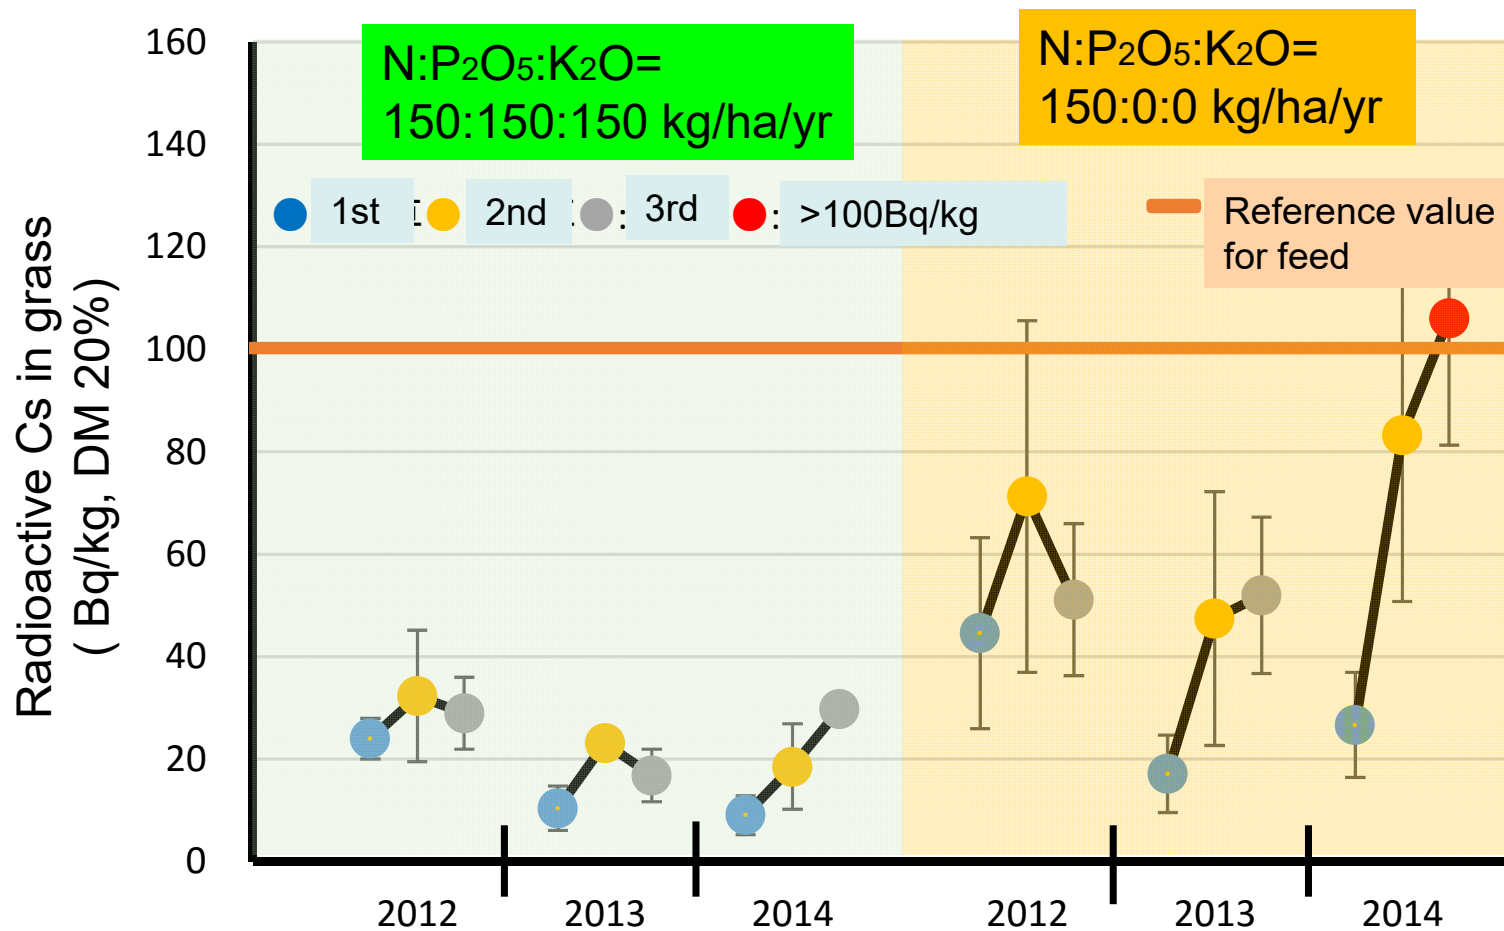 N:P₂O₅:K₂O=
150:150:150 kg/ha/yr
N:P₂O₅:K₂O=
150:0:0 kg/ha/yr
1st
2nd
: 3rd
: >100Bq/kg
Reference value
for feed
Radioactive Cs in grass
( Bq/kg, DM 20%)
160
140
120
100
80
60
40
20
0
2012
2013
2014
2012
2013
2014